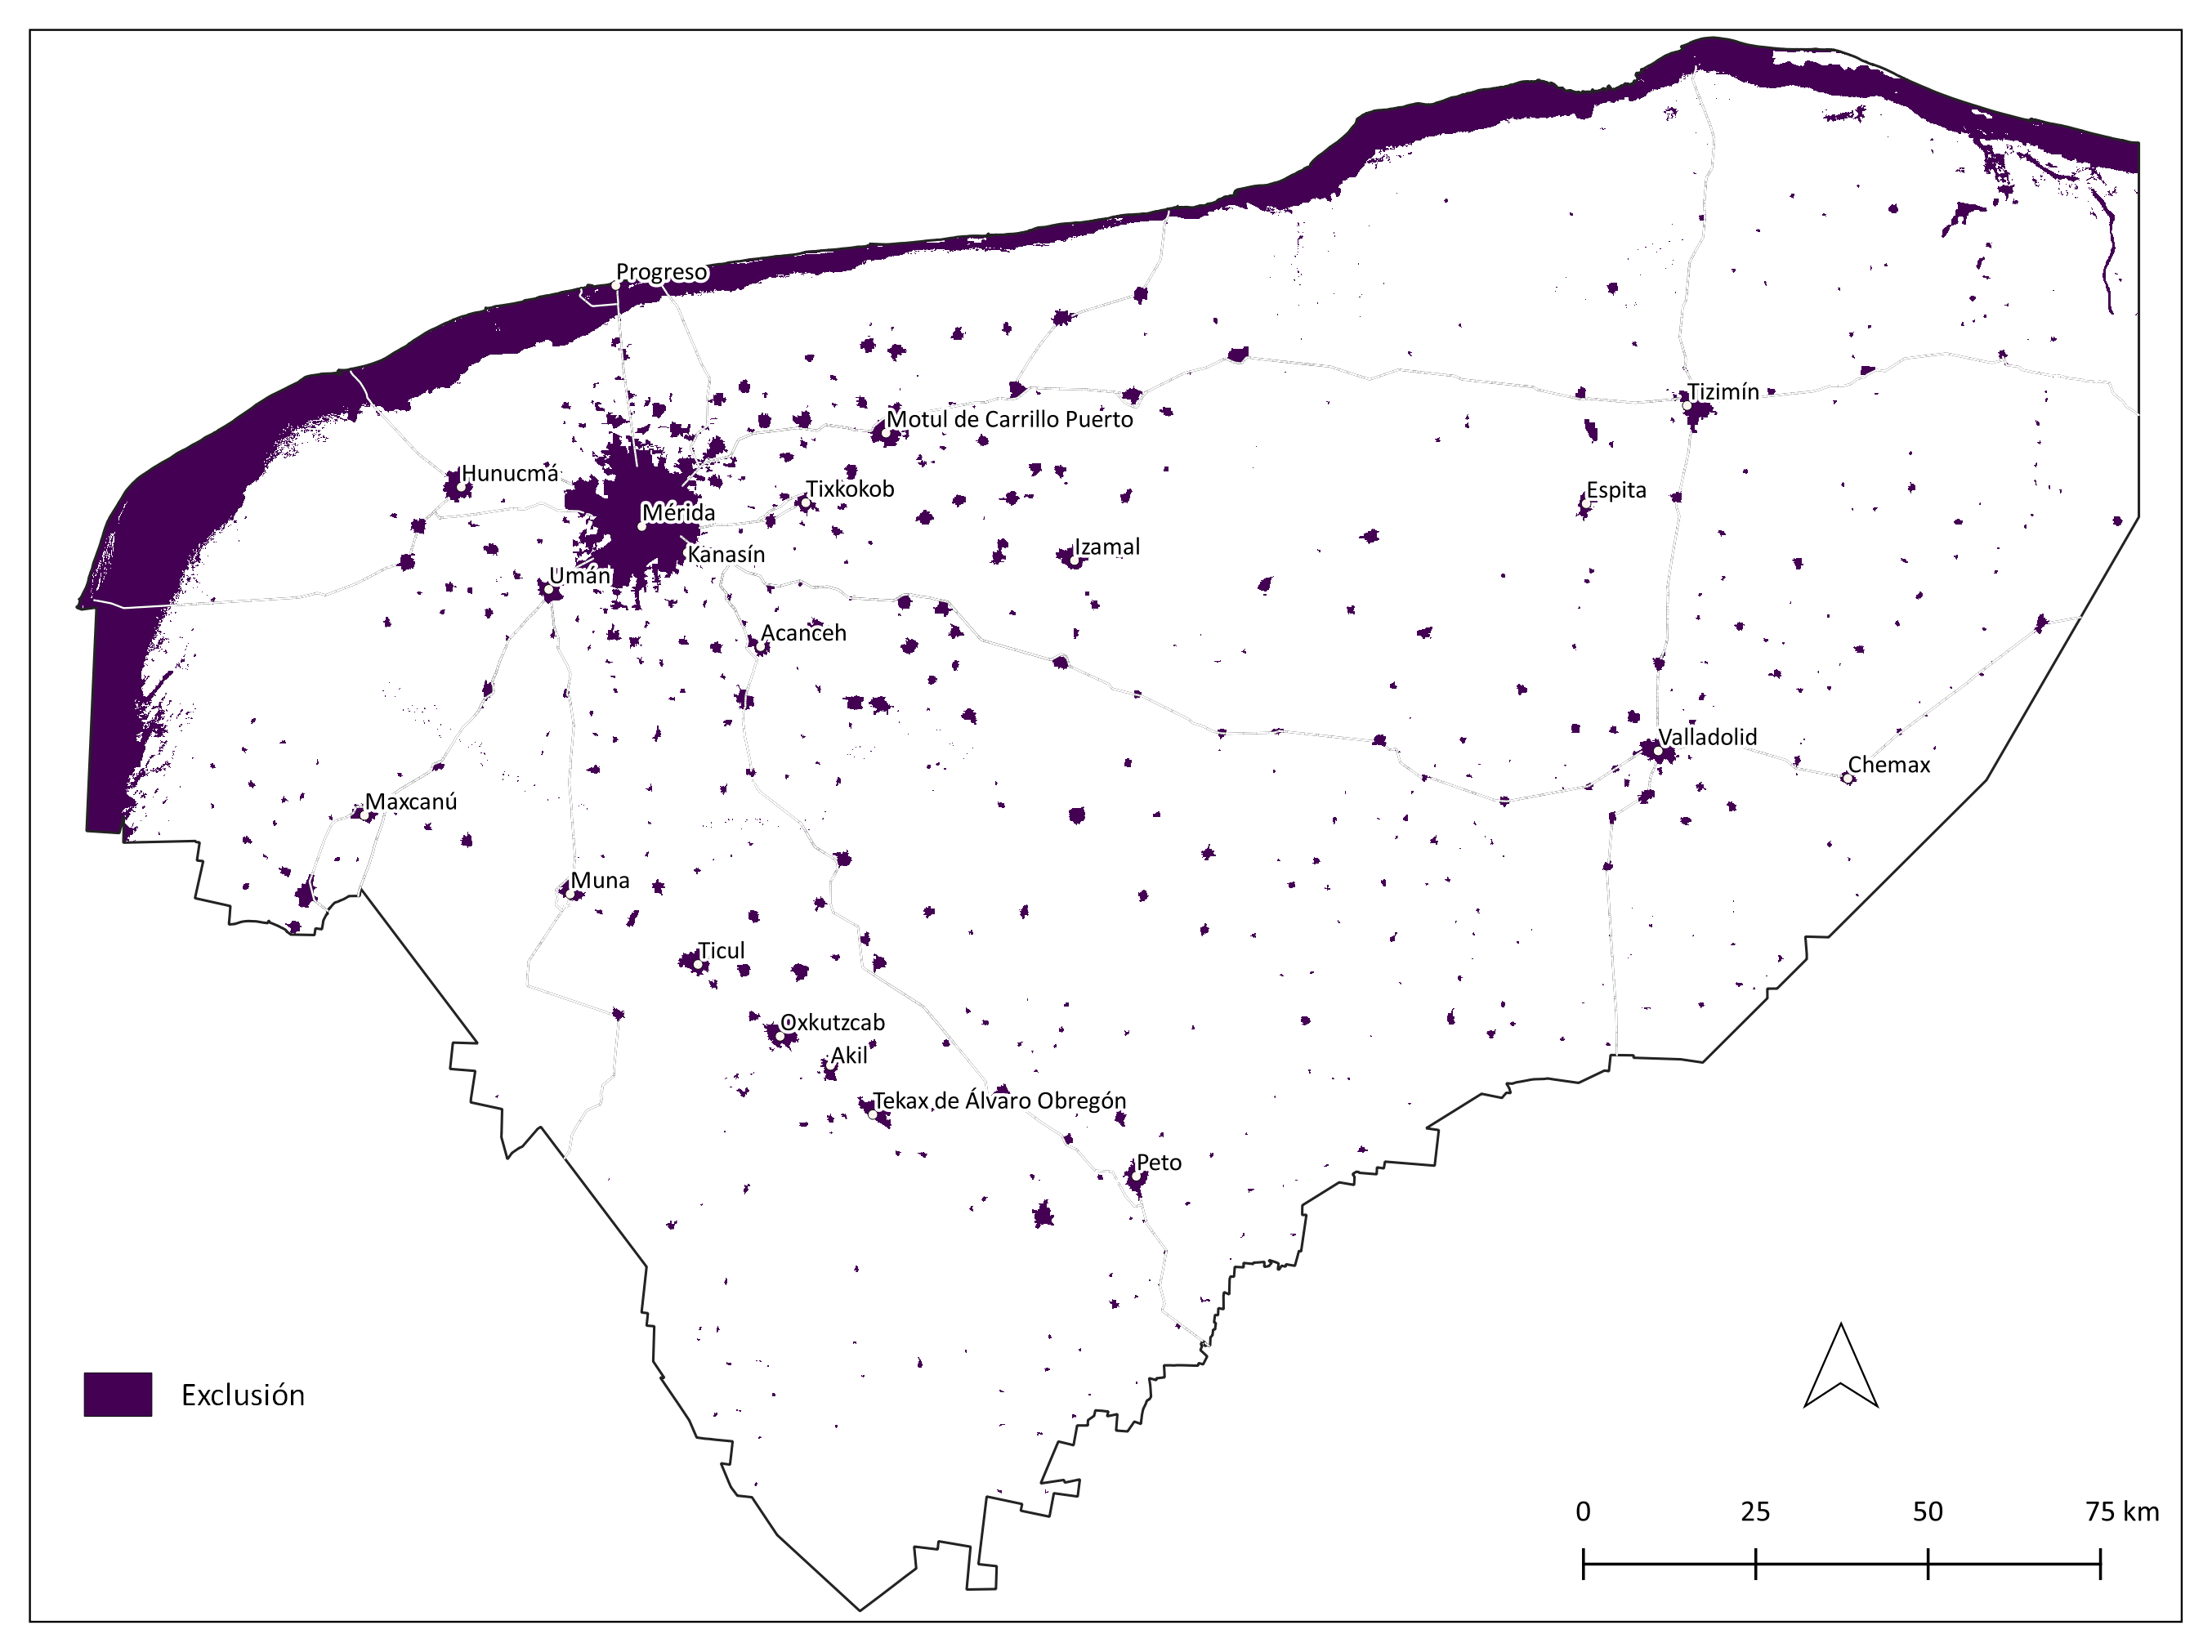 Progreso
Tizimín
Motul de Carrillo Puerto
Hunucmá
Tixkokob
Espita
Mérida
Izamal
Kanasín
Umán
Acanceh
Valladolid
Chemax
Maxcanú
Muna
Ticul
Oxkutzcab
Akil
Tekax de Álvaro Obregón
Peto
Exclusión
0 25 50 75 km